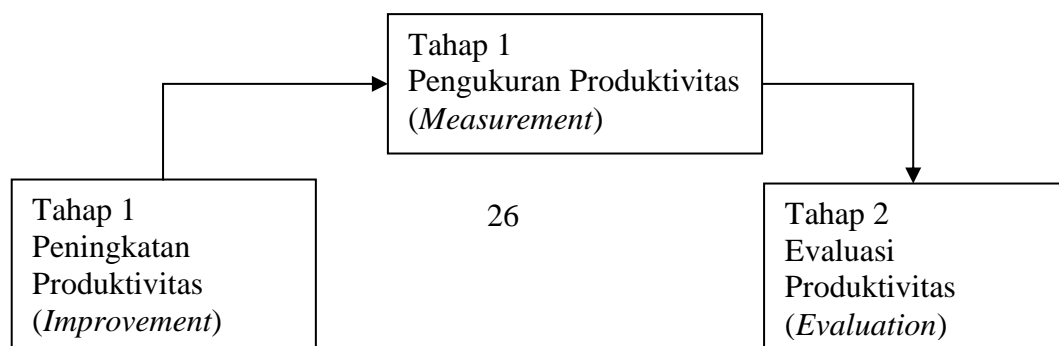 Tahap 1
Pengukuran Produktivitas
(Measurement)
Tahap 1
Peningkatan
Produktivitas
(Improvement)
26
Tahap 2
Evaluasi
Produktivitas
(Evaluation)